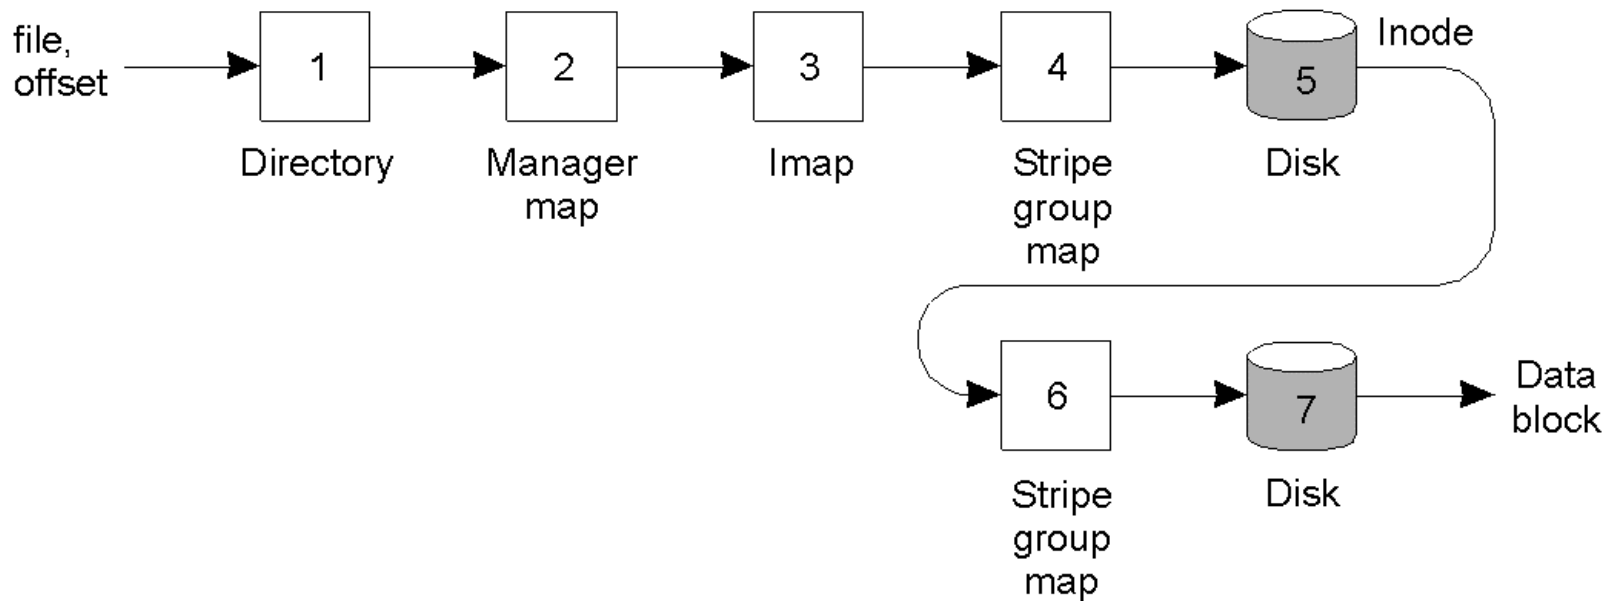 file,
offset
1
2
3
4
5
Inode
Directory
Manager
map
Imap
Stripe
group
map
Disk
6
7
Data
block
Stripe
group
map
Disk